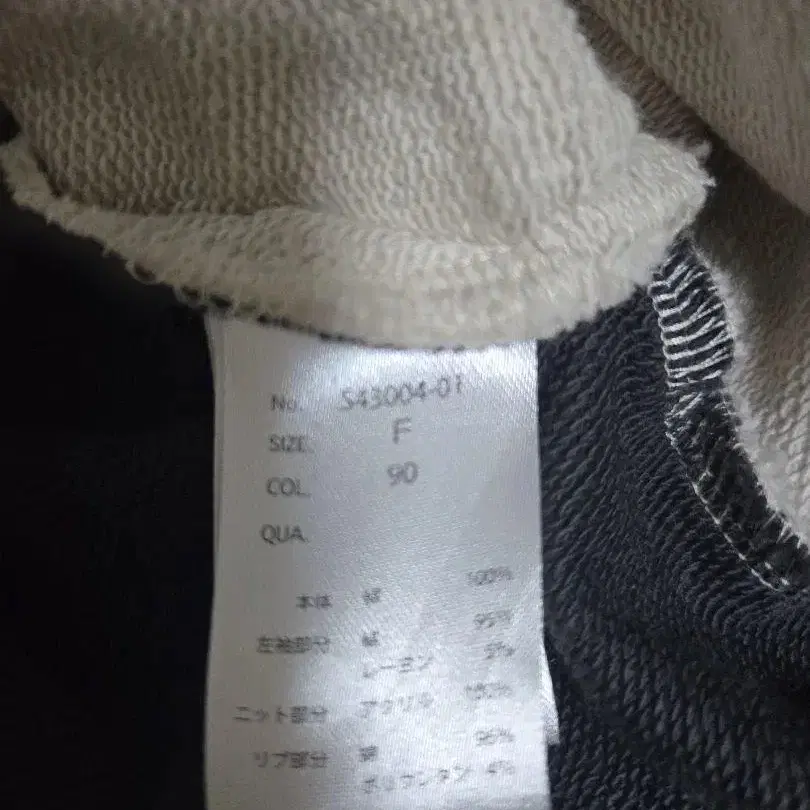 No. S43004-01
SIZE. F
COL. 90
QUA.
本体 綿 100%
左袖部分 綿 95%
レーヨン 5%
ニット部分 アクリル 100%
リブ部分 綿 96%
ポリウレタン 4%